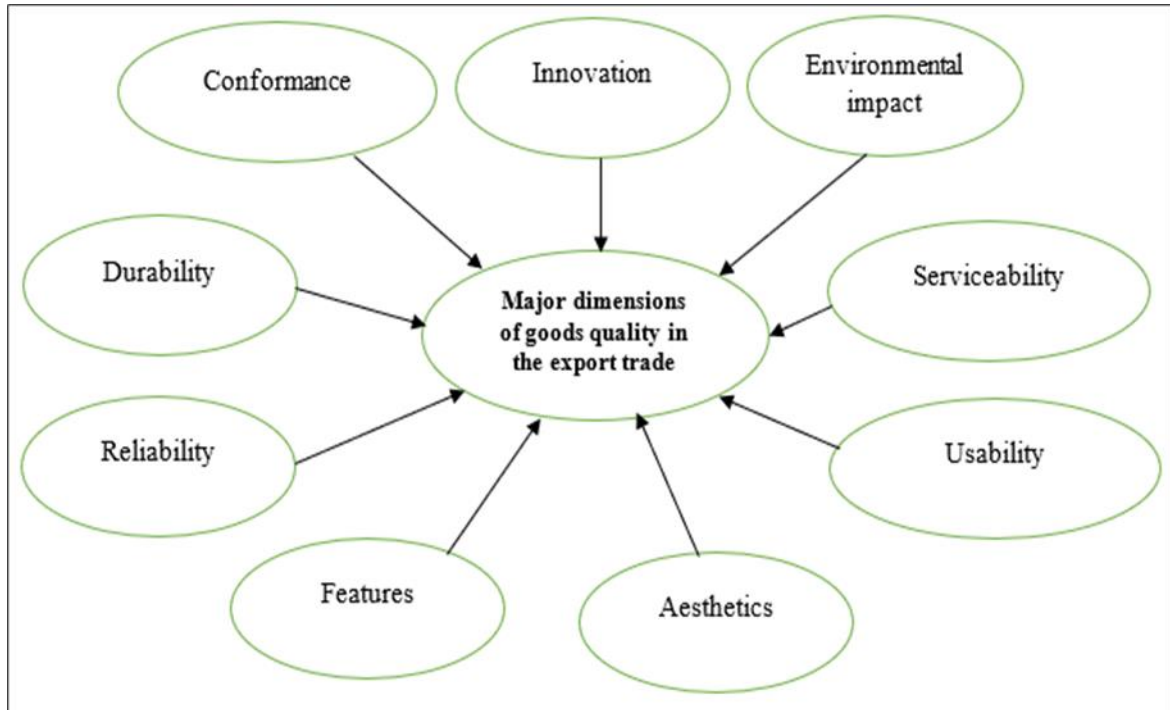 Conformance
Innovation
Environmental
impact
Durability
Major dimensions
of goods quality in
the export trade
Serviceability
Reliability
Usability
Features
Aesthetics